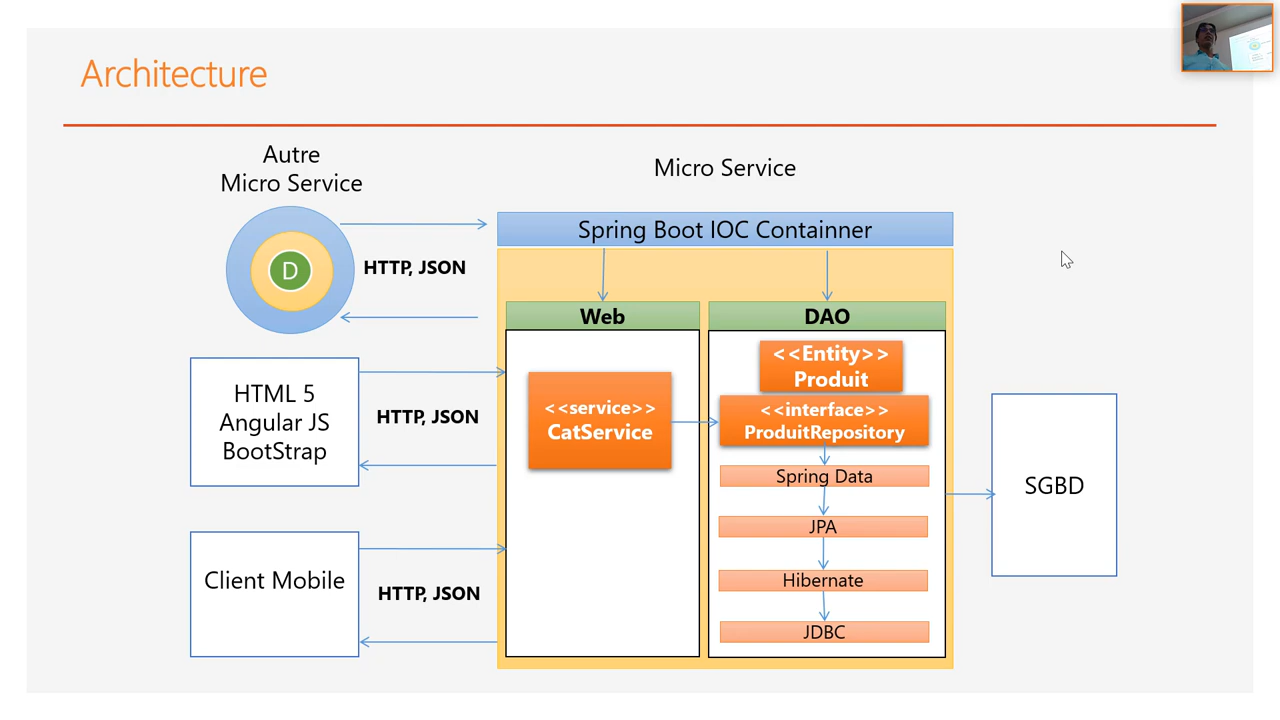 Architecture
Autre
Micro Service
Micro Service
Spring Boot IOC Containner
D
HTTP, JSON
Web
DAO
<<Entity>>
Produit
HTML 5
Angular JS
BootStrap
HTTP, JSON
<<service>>
CatService
<<interface>>
ProduitRepository
Spring Data
JPA
Hibernate
JDBC
SGBD
Client Mobile
HTTP, JSON